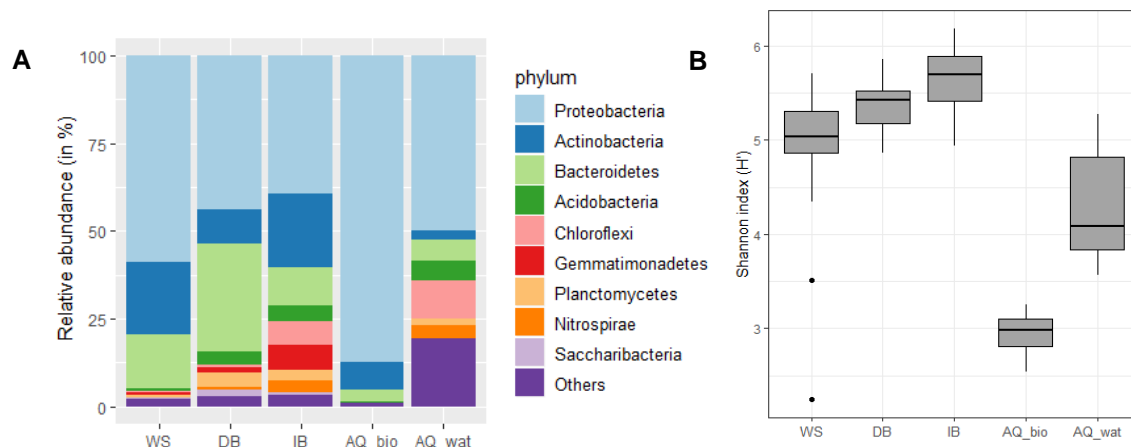 A
Relative abundance (in %)
100
75
50
25
0
WS DB IB AQ_bio AQ_wat
phylum
Proteobacteria
Actinobacteria
Bacteroidetes
Acidobacteria
Chloroflexi
Gemmatimonadetes
Planctomycetes
Nitrospirae
Saccharibacteria
Others
B
Shannon index (H')
6
5
4
3
WS DB IB AQ_bio AQ_wat